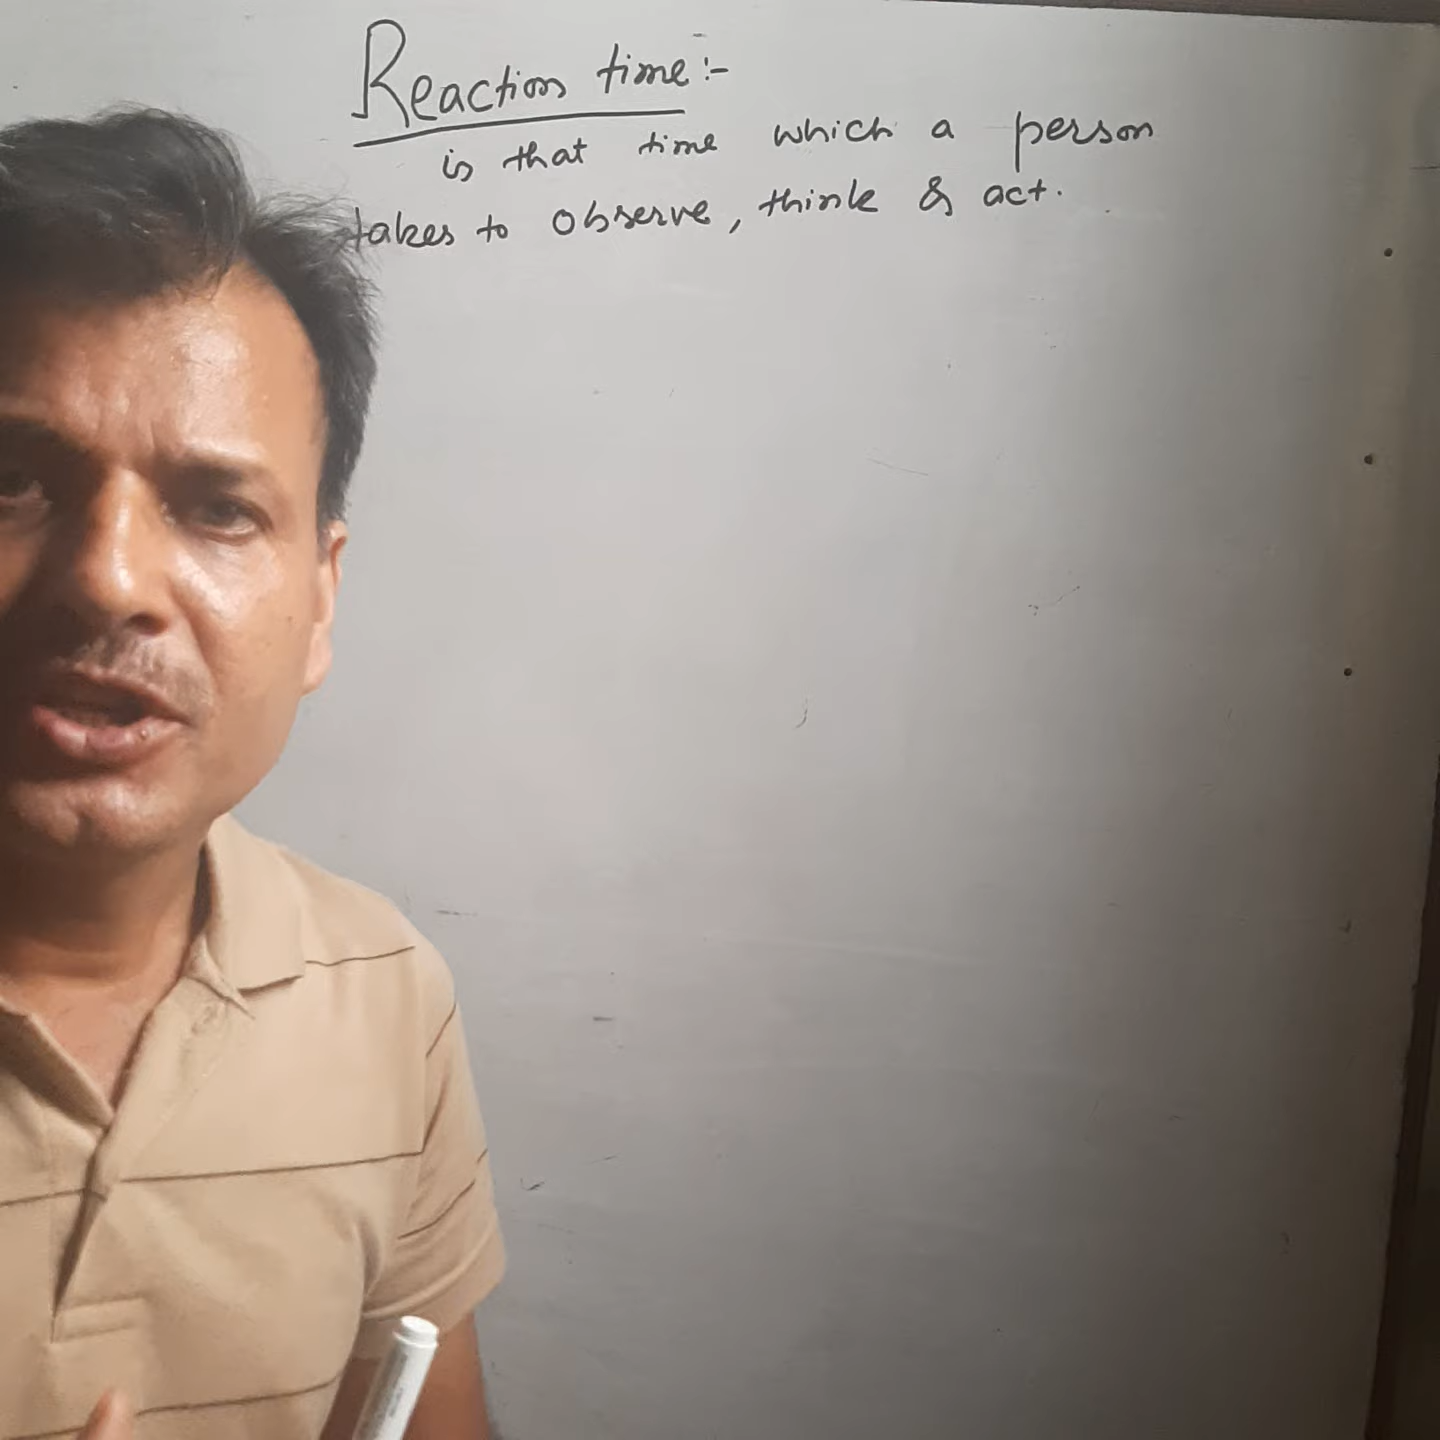 Reaction time :-
is that time which a person
takes to observe, think & act.